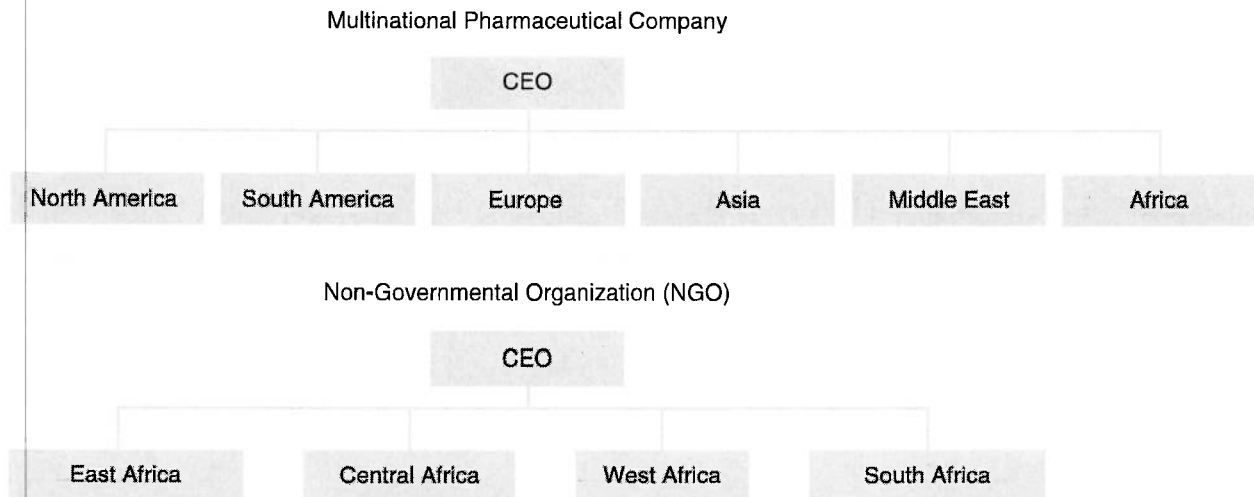 Multinational Pharmaceutical Company
CEO
North America South America Europe Asia Middle East Africa
Non-Governmental Organization (NGO)
CEO
East Africa Central Africa West Africa South Africa